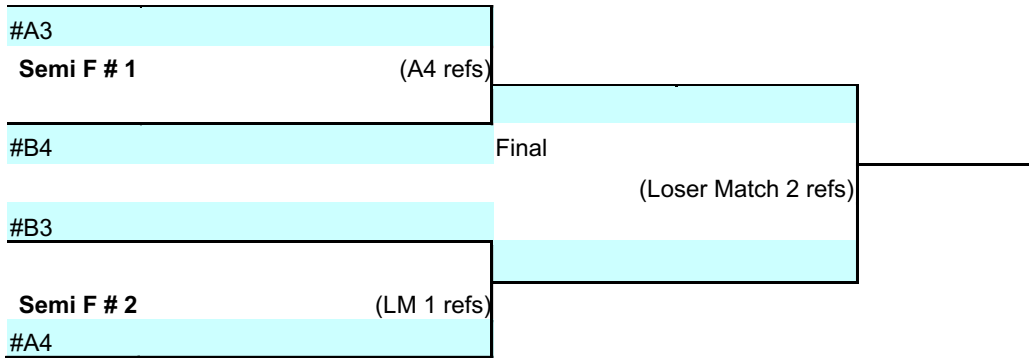 #A3
Semi F # 1 (A4 refs)
#B4 Final
(Loser Match 2 refs)
#B3
Semi F # 2 (LM 1 refs)
#A4